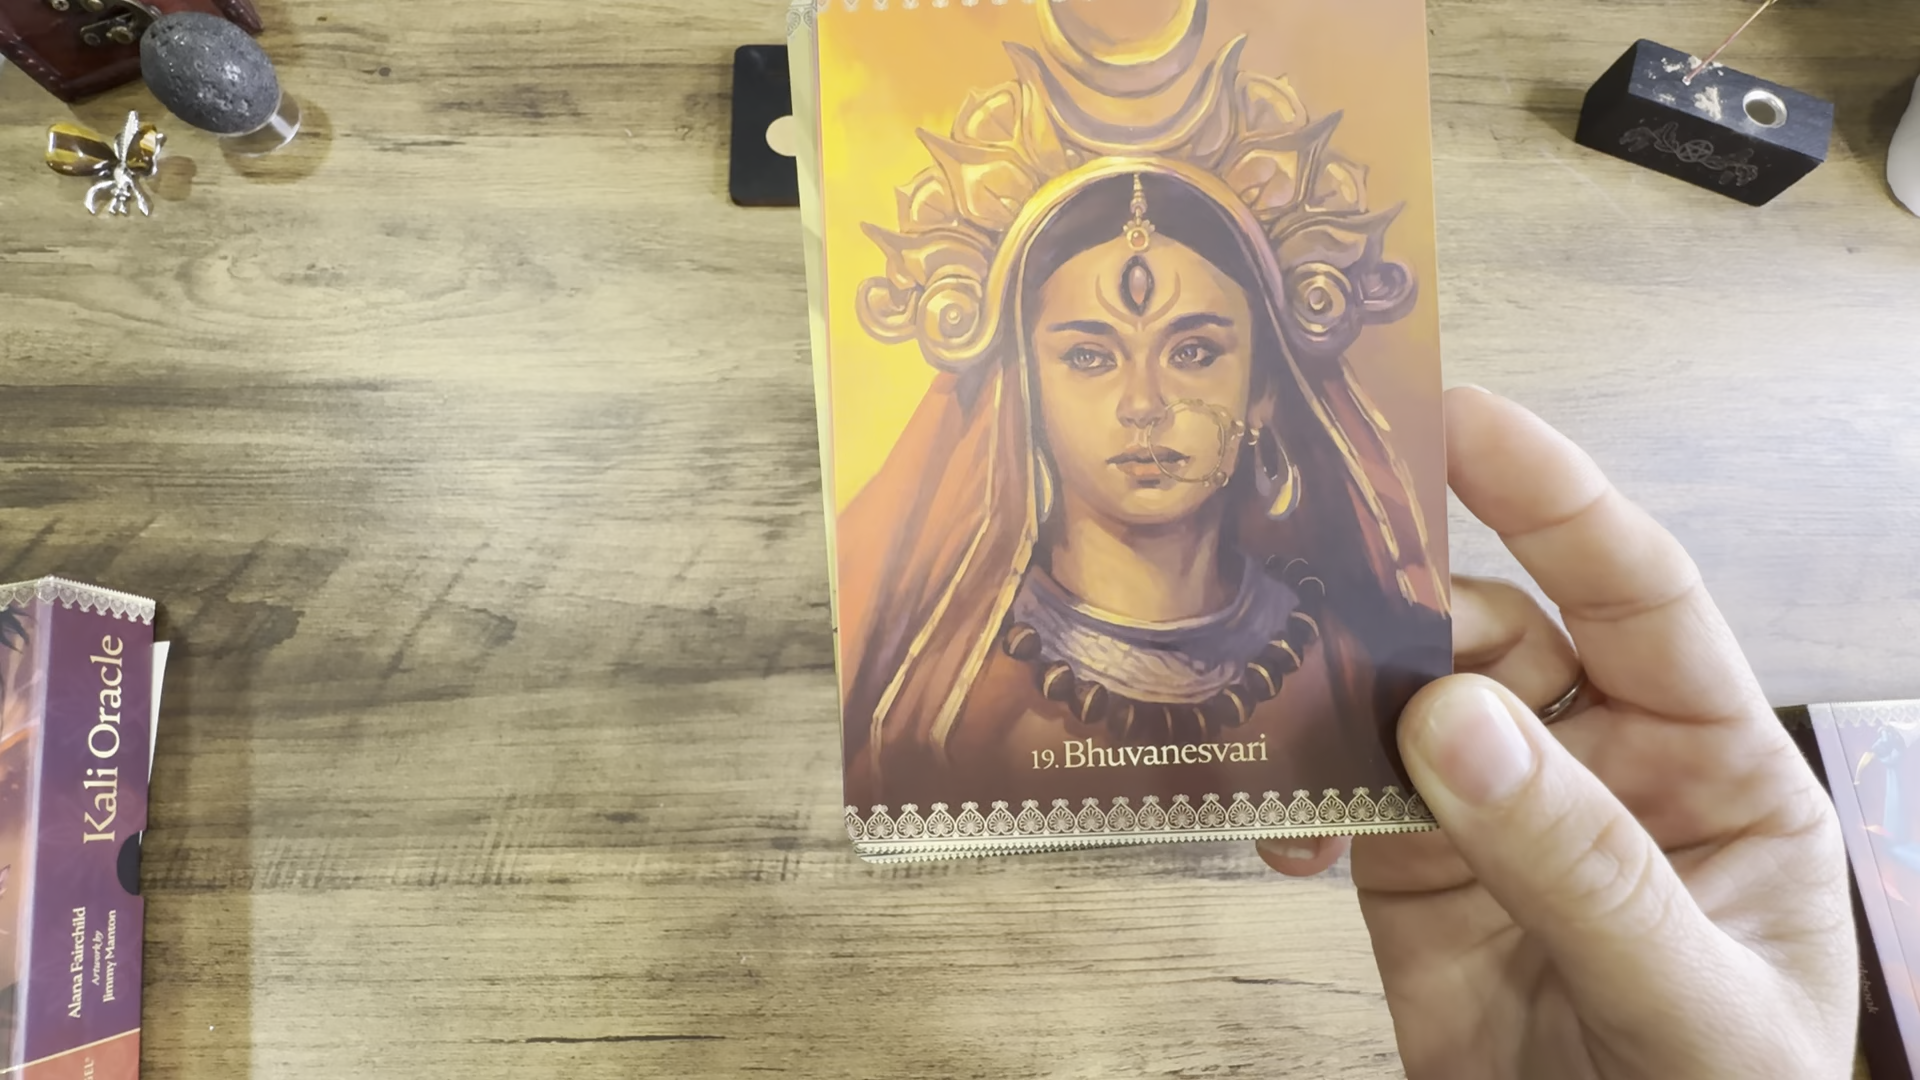 19. Bhuvanesvari
Kali Oracle
Alana Fairchild
Artwork by
Jimmy Manton